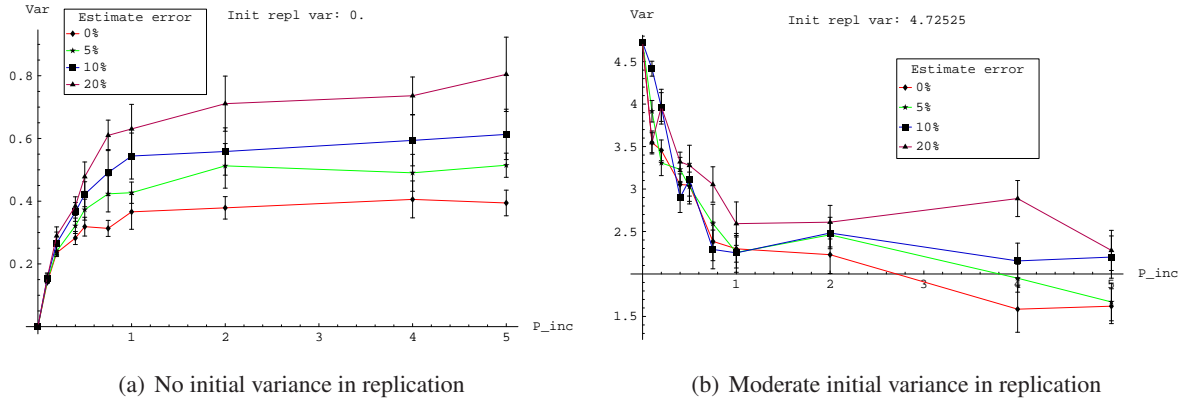 Var
Init repl var: 0.
Estimate error
0%
5%
10%
20%
0.8
0.6
0.4
0.2
1
2
3
4
5
P_inc
(a) No initial variance in replication
Var
Init repl var: 4.72525
Estimate error
0%
5%
10%
20%
4.5
4
3.5
3
2.5
1.5
1
2
3
4
5
P_inc
(b) Moderate initial variance in replication